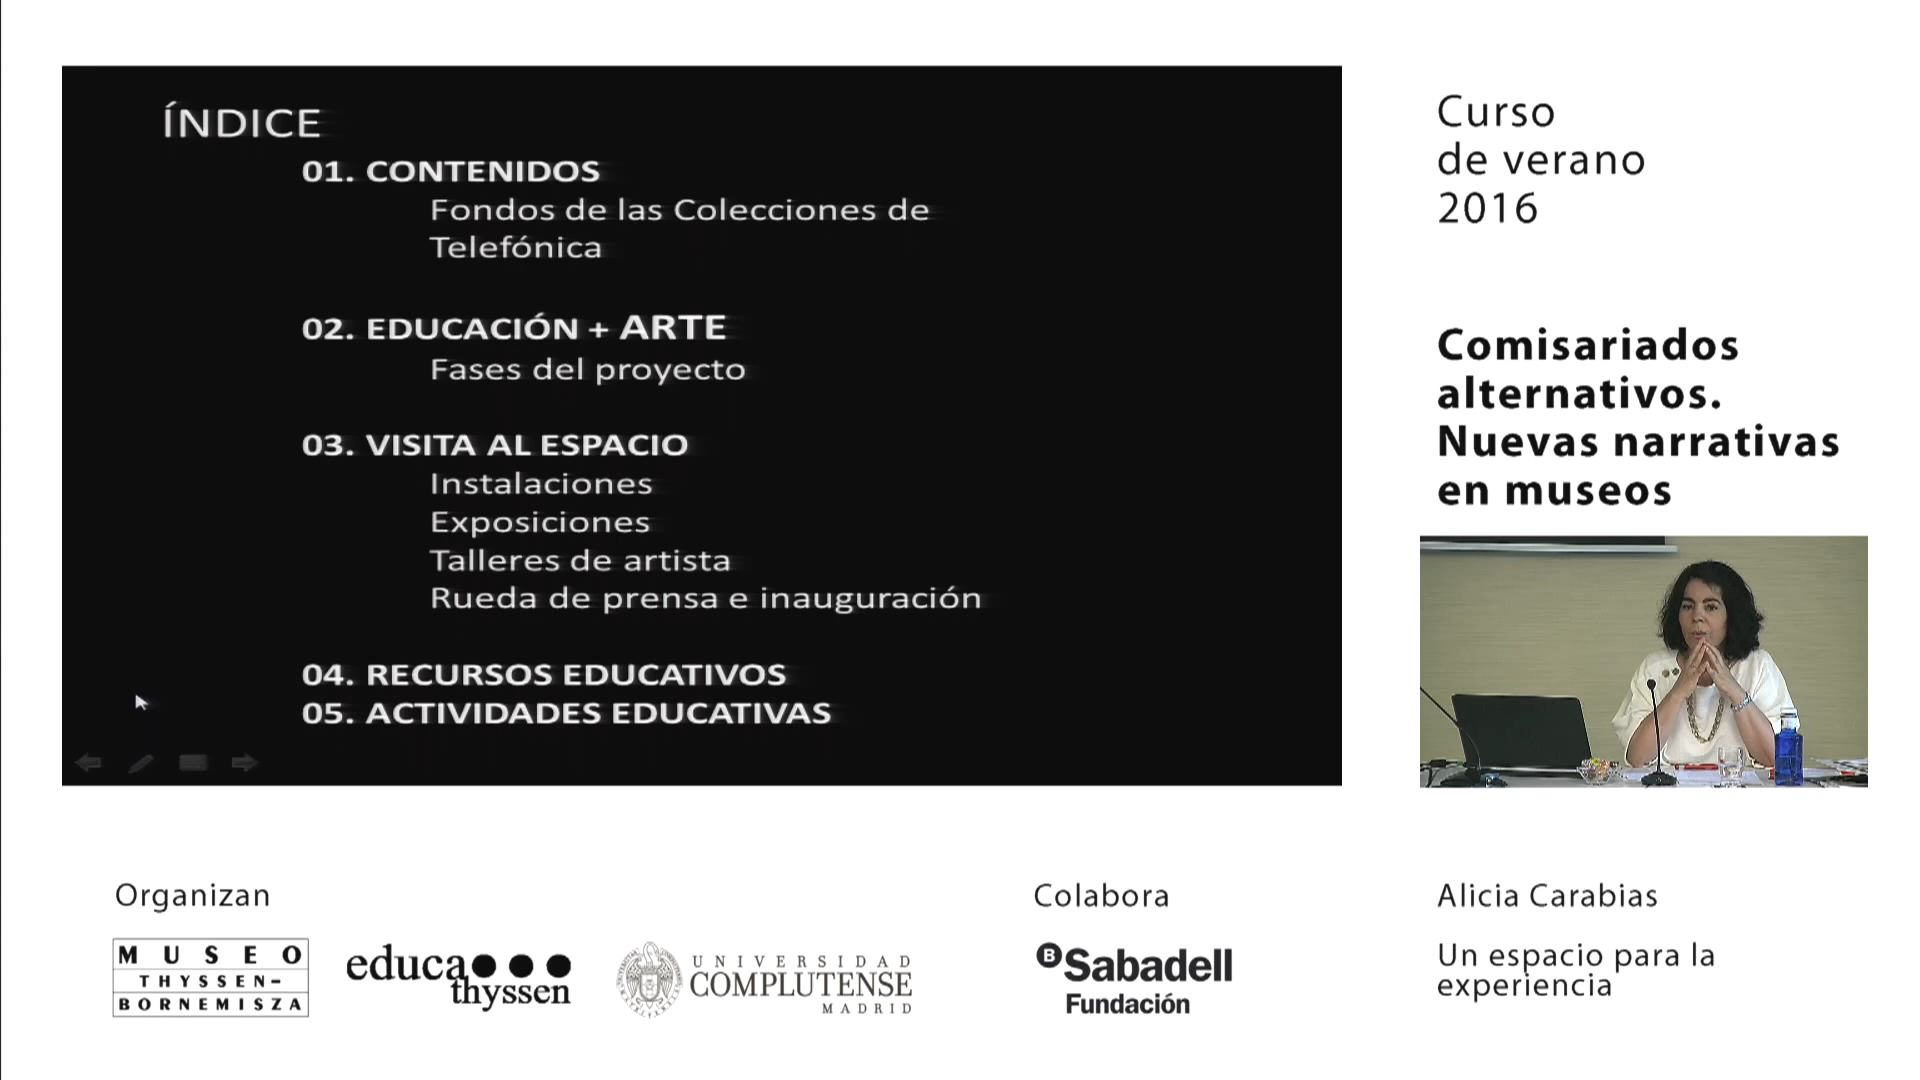 ÍNDICE
01. CONTENIDOS
Fondos de las Colecciones de
Telefónica
02. EDUCACIÓN + ARTE
Fases del proyecto
03. VISITA AL ESPACIO
Instalaciones
Exposiciones
Talleres de artista
Rueda de prensa e inauguración
04. RECURSOS EDUCATIVOS
05. ACTIVIDADES EDUCATIVAS
Curso
de verano
2016
Comisariados
alternativos.
Nuevas narrativas
en museos
Organizan
MUSEO
THYSSEN-
BORNEMISZA
educa
thyssen
UNIVERSIDAD
COMPLUTENSE
MADRID
Colabora
B Sabadell
Fundación
Alicia Carabias
Un espacio para la
experiencia